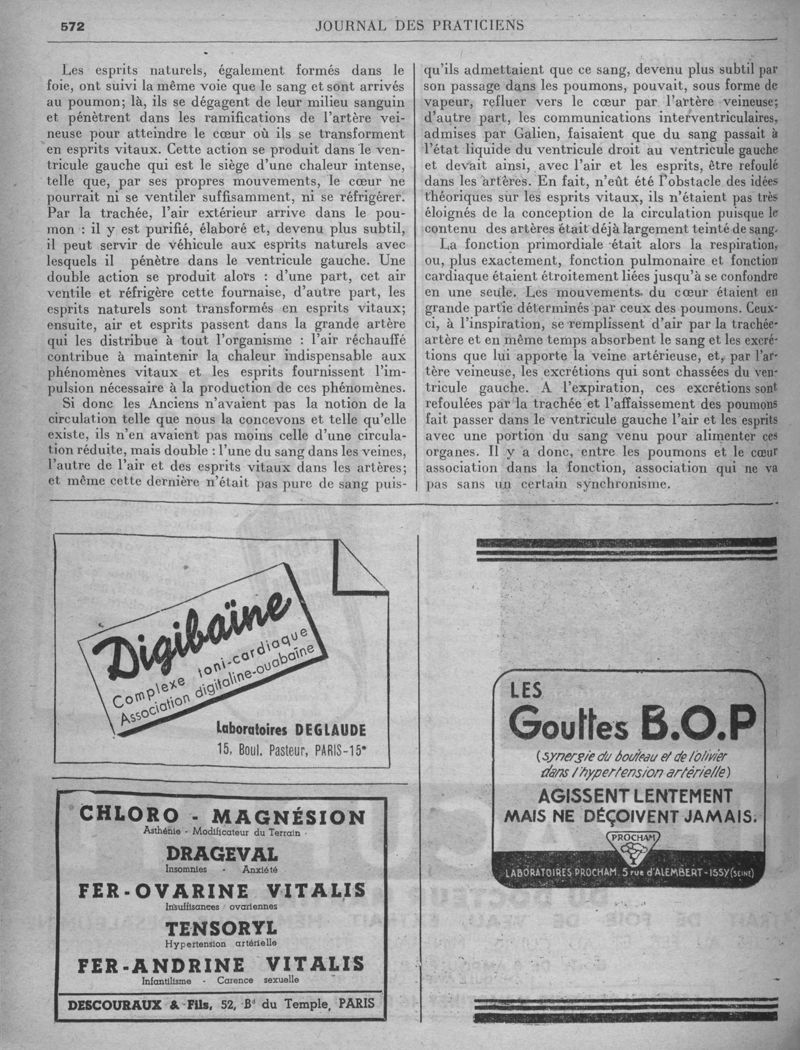 572
JOURNAL DES PRATICIENS
Les esprits naturels, également formés dans le
foie, ont suivi la même voie que le sang et sont arrivés
au poumon; là, ils se dégagent de leur milieu sanguin
et pénètrent dans les ramifications de l'artère vei-
neuse pour atteindre le cœur où ils se transforment
en esprits vitaux. Cette action se produit dans le ven-
tricule gauche qui est le siège d'une chaleur intense,
telle que, par ses propres mouvements, le cœur ne
pourrait ni se ventiler suffisamment, ni se réfrigérer.
Par la trachée, l'air extérieur arrive dans le pou-
mon : il y est purifié, élaboré et, devenu plus subtil,
il peut servir de véhicule aux esprits naturels avec
lesquels il pénètre dans le ventricule gauche. Une
double action se produit alors : d'une part, cet air
ventile et réfrigère cette fournaise, d'autre part, les
esprits naturels sont transformés en esprits vitaux;
ensuite, air et esprits passent dans la grande artère
qui les distribue à tout l'organisme : l'air réchauffé
contribue à maintenir la chaleur indispensable aux
phénomènes vitaux et les esprits fournissent l'im-
pulsion nécessaire à la production de ces phénomènes.
Si donc les Anciens n'avaient pas la notion de la
circulation telle que nous la concevons et telle qu'elle
existe, ils n'en avaient pas moins celle d'une circula-
tion réduite, mais double : l'une du sang dans les veines,
l'autre de l'air et des esprits vitaux dans les artères;
et même cette dernière n'était pas pure de sang puis-
qu'ils admettaient que ce sang, devenu plus subtil par
son passage dans les poumons, pouvait, sous forme de
vapeur, refluer vers le cœur par l'artère veineuse;
d'autre part, les communications interventriculaires,
admises par Galien, faisaient que du sang passait à
l'état liquide du ventricule droit au ventricule gauche
et devait ainsi, avec l'air et les esprits, être refoulé
dans les artères. En fait, n'eût été l'obstacle des idées
théoriques sur les esprits vitaux, ils n'étaient pas très
éloignés de la conception de la circulation puisque le
contenu des artères était déjà largement teinté de sang.
La fonction primordiale était alors la respiration,
ou, plus exactement, fonction pulmonaire et fonction
cardiaque étaient étroitement liées jusqu'à se confondre
en une seule. Les mouvements du cœur étaient en
grande partie déterminés par ceux des poumons. Ceux-
ci, à l'inspiration, se remplissent d'air par la trachée-
artère et en même temps absorbent le sang et les excré-
tions que lui apporte la veine artérieuse, et, par l'ar-
tère veineuse, les excrétions qui sont chassées du ven-
tricule gauche. A l'expiration, ces excrétions sont
refoulées par la trachée et l'affaissement des poumons
fait passer dans le ventricule gauche l'air et les esprits
avec une portion du sang venu pour alimenter ces
organes. Il y a donc, entre les poumons et le cœur
association dans la fonction, association qui ne va
pas sans un certain synchronisme.
Digibaïne
Complexe toni-cardiaque
Association digitaline-ouabaïne
Laboratoires DEGLAUDE
15, Boul. Pasteur, PARIS-15e
CHLORO - MAGNÉSION
Asthénie - Modificateur du Terrain
DRAGEVAL
Insomnies - Anxiété
FER-OVARINE VITALIS
Insuffisances ovariennes
TENSORYL
Hypertension artérielle
FER-ANDRINE VITALIS
Infantilisme - Carence sexuelle
DESCOURAUX & Fils, 52, Bd du Temple, PARIS
LES
Gouttes B.O.P
(synergie du bouleau et de l'olivier
dans l'hypertension artérielle)
AGISSENT LENTEMENT
MAIS NE DÉÇOIVENT JAMAIS.
PROCHAM
LABORATOIRES PROCHAM. 5 rue d'ALEMBERT-ISSY (SEINE)